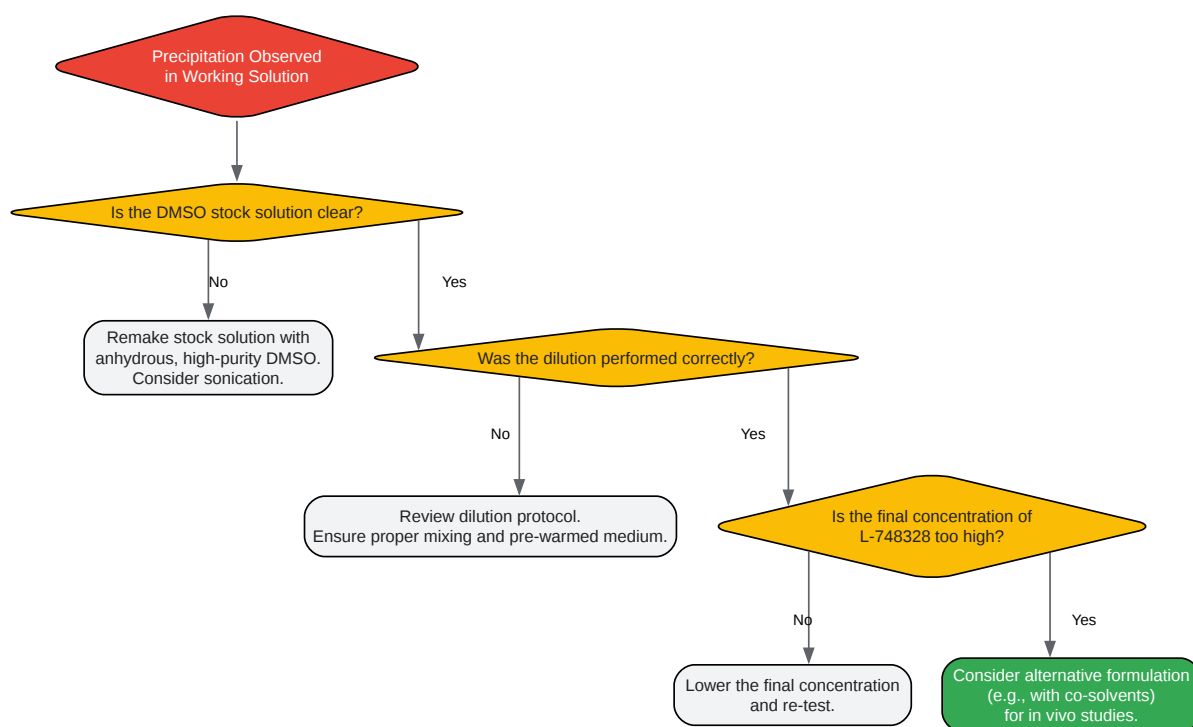 Precipitation Observed
in Working Solution
Is the DMSO stock solution clear?
No
Yes
Remake stock solution with
anhydrous, high-purity DMSO.
Consider sonication.
Was the dilution performed correctly?
No
Yes
Review dilution protocol.
Ensure proper mixing and pre-warmed medium.
Is the final concentration of
L-748328 too high?
No
Yes
Lower the final concentration
and re-test.
Consider alternative formulation
(e.g., with co-solvents)
for in vivo studies.